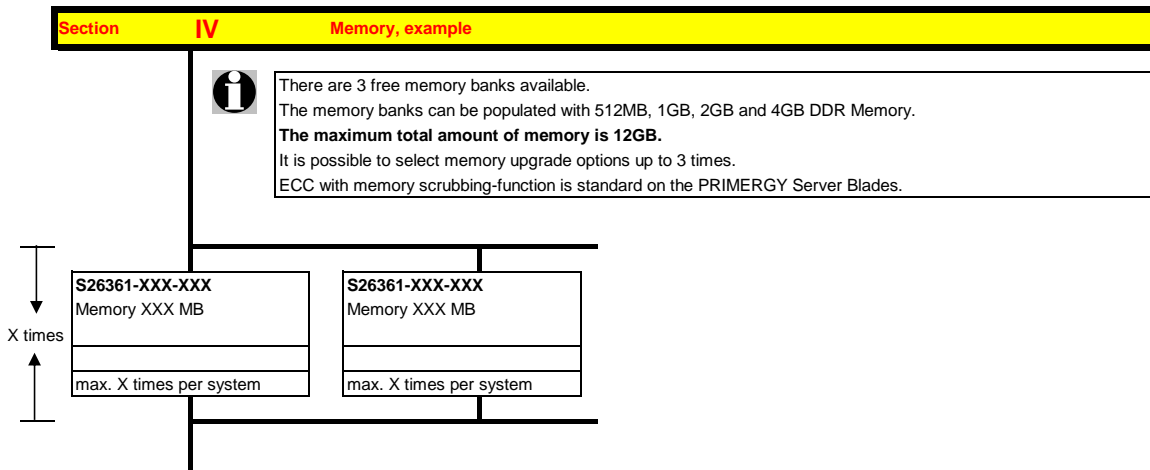 Section IV Memory, example
There are 3 free memory banks available.
The memory banks can be populated with 512MB, 1GB, 2GB and 4GB DDR Memory.
The maximum total amount of memory is 12GB.
It is possible to select memory upgrade options up to 3 times.
ECC with memory scrubbing-function is standard on the PRIMERGY Server Blades.
X times
S26361-XXX-XXX
Memory XXX MB
max. X times per system
S26361-XXX-XXX
Memory XXX MB
max. X times per system